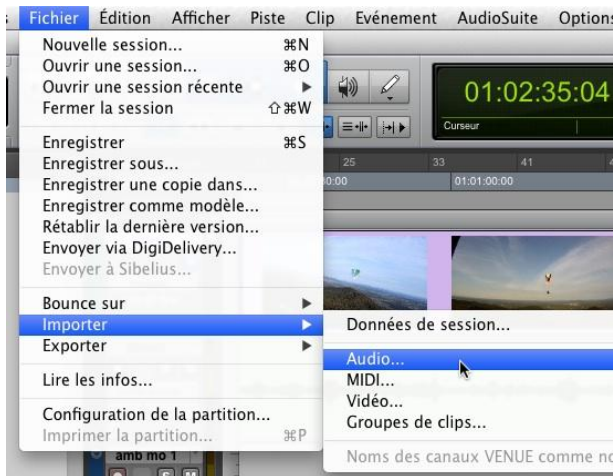 Fichier Édition Afficher Piste Clip Evénement AudioSuite Options
Nouvelle session... ⌘N
Ouvrir une session... ⌘O
Ouvrir une session récente ▶
Fermer la session ⇧⌘W
Enregistrer ⌘S
Enregistrer sous...
Enregistrer une copie dans...
Enregistrer comme modèle...
Rétablir la dernière version...
Envoyer via DigiDelivery...
Envoyer à Sibelius...
Bounce sur ▶
Importer ▶
Exporter ▶
Lire les infos...
Configuration de la partition...
Imprimer la partition... ⌘P
Données de session...
Audio...
MIDI...
Vidéo...
Groupes de clips...
Noms des canaux VENUE comme
01:02:35:04
Curseur
25 33 41
01:01:00:00
amb mo 1
S M